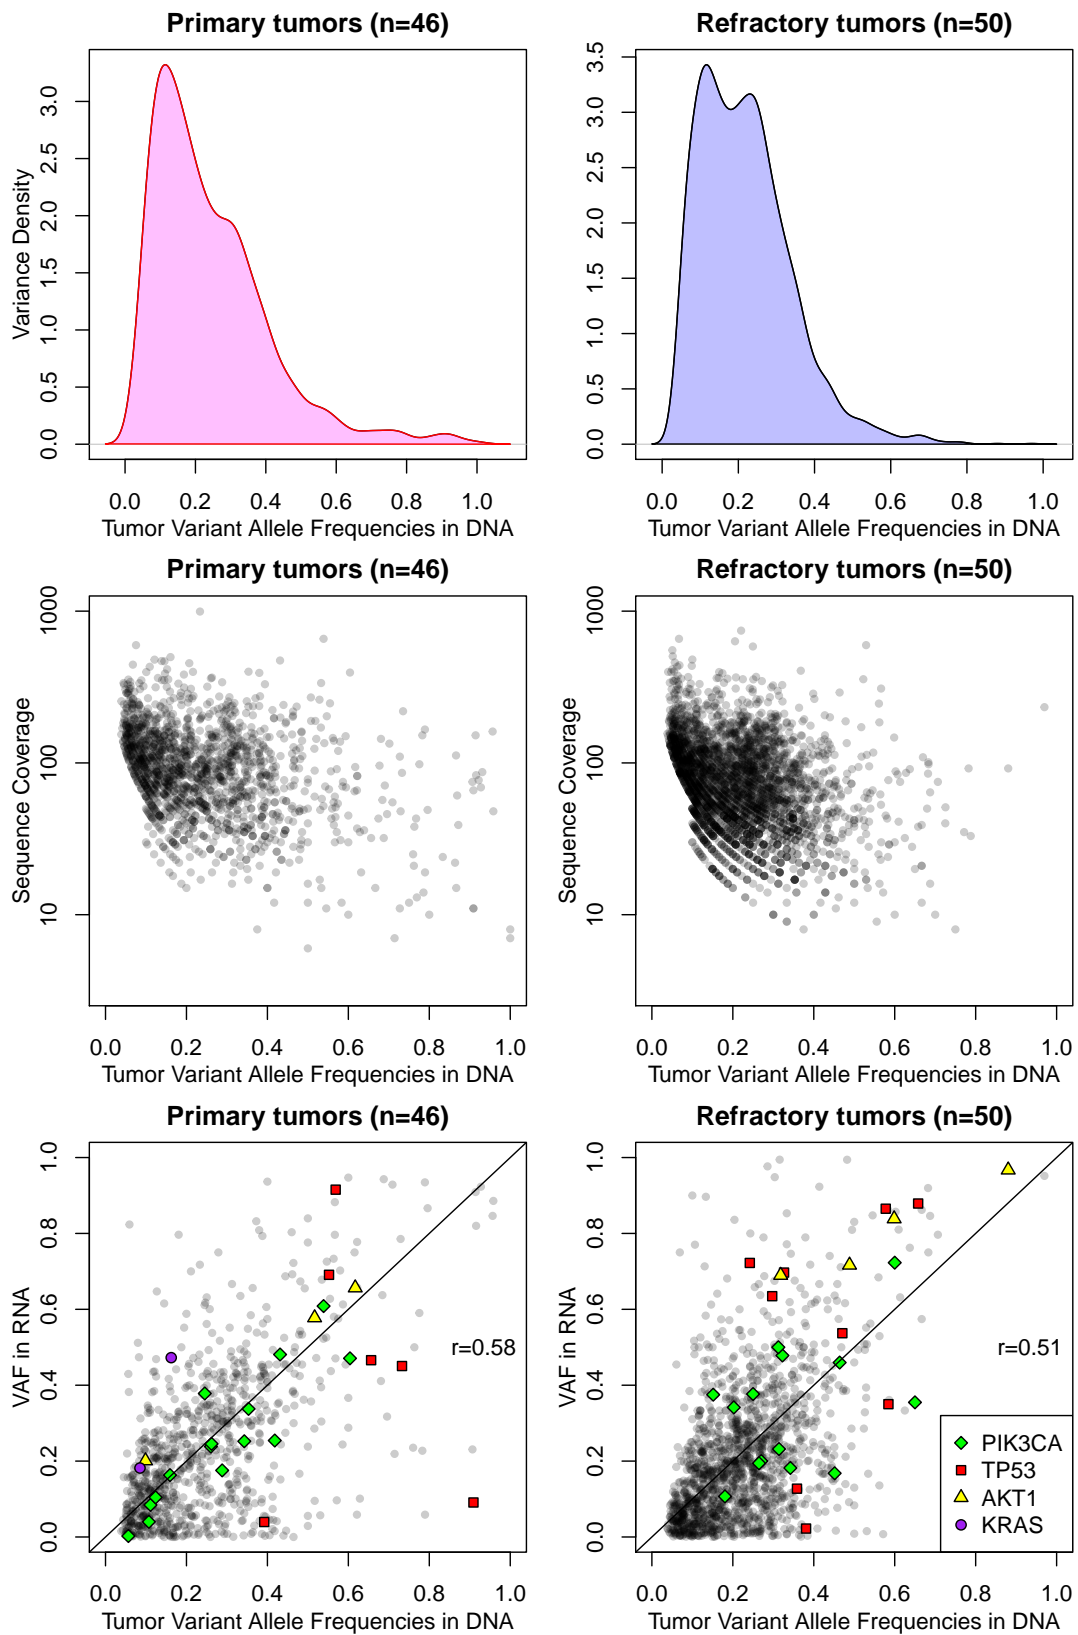 Primary tumors (n=46)
Refractory tumors (n=50)
Variance Density
0.0 0.5 1.0 1.5 2.0 2.5 3.0
0.0 0.2 0.4 0.6 0.8 1.0
Tumor Variant Allele Frequencies in DNA
0.0 0.5 1.0 1.5 2.0 2.5 3.0 3.5
0.0 0.2 0.4 0.6 0.8 1.0
Tumor Variant Allele Frequencies in DNA
Primary tumors (n=46)
Refractory tumors (n=50)
Sequence Coverage
10 100 1000
0.0 0.2 0.4 0.6 0.8 1.0
Tumor Variant Allele Frequencies in DNA
Sequence Coverage
10 100 1000
0.0 0.2 0.4 0.6 0.8 1.0
Tumor Variant Allele Frequencies in DNA
Primary tumors (n=46)
Refractory tumors (n=50)
VAF in RNA
0.0 0.2 0.4 0.6 0.8 1.0
r=0.58
0.0 0.2 0.4 0.6 0.8 1.0
Tumor Variant Allele Frequencies in DNA
VAF in RNA
0.0 0.2 0.4 0.6 0.8 1.0
r=0.51
PIK3CA
TP53
AKT1
KRAS
0.0 0.2 0.4 0.6 0.8 1.0
Tumor Variant Allele Frequencies in DNA